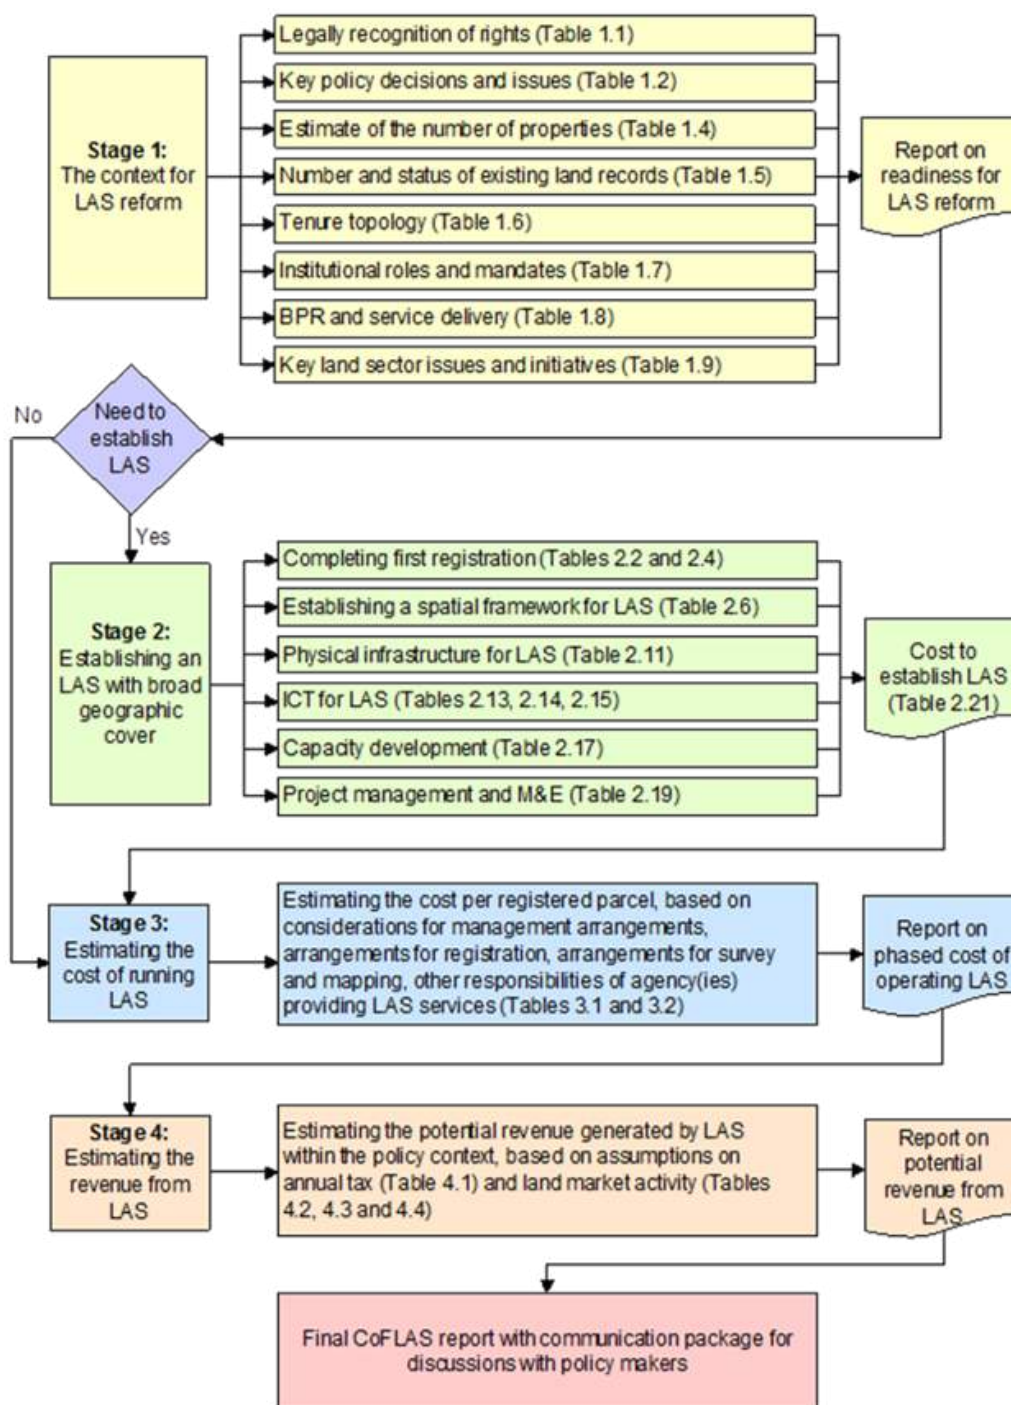 Stage 1:
The context for
LAS reform
Legally recognition of rights (Table 1.1)
Key policy decisions and issues (Table 1.2)
Estimate of the number of properties (Table 1.4)
Number and status of existing land records (Table 1.5)
Tenure topology (Table 1.6)
Institutional roles and mandates (Table 1.7)
BPR and service delivery (Table 1.8)
Key land sector issues and initiatives (Table 1.9)
Report on
readiness for
LAS reform
No
Need to
establish
LAS
Yes
Stage 2:
Establishing an
LAS with broad
geographic
cover
Completing first registration (Tables 2.2 and 2.4)
Establishing a spatial framework for LAS (Table 2.6)
Physical infrastructure for LAS (Table 2.11)
ICT for LAS (Tables 2.13, 2.14, 2.15)
Capacity development (Table 2.17)
Project management and M&E (Table 2.19)
Cost to
establish LAS
(Table 2.21)
Stage 3:
Estimating the
cost of running
LAS
Estimating the cost per registered parcel, based on
considerations for management arrangements,
arrangements for registration, arrangements for survey
and mapping, other responsibilities of agency(ies)
providing LAS services (Tables 3.1 and 3.2)
Report on
phased cost of
operating LAS
Stage 4:
Estimating the
revenue from
LAS
Estimating the potential revenue generated by LAS
within the policy context, based on assumptions on
annual tax (Table 4.1) and land market activity (Tables
4.2, 4.3 and 4.4)
Report on
potential
revenue from
LAS
Final CoFLAS report with communication package for
discussions with policy makers